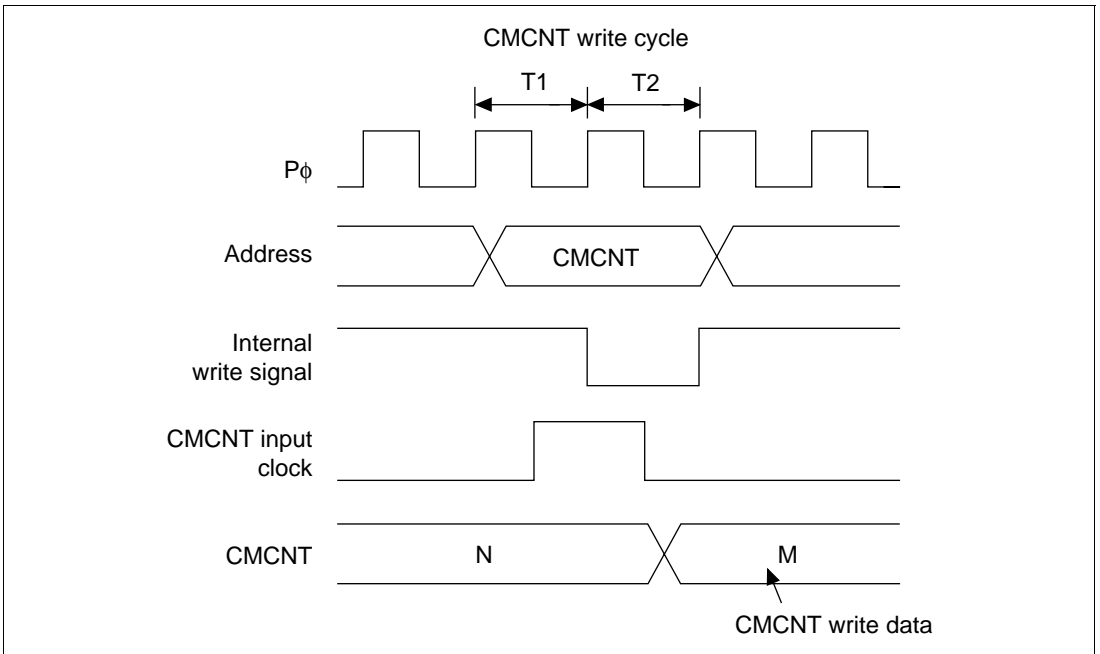 CMCNT write cycle
T1 T2
Pϕ
Address
CMCNT
Internal
write signal
CMCNT input
clock
CMCNT
N
M
CMCNT write data